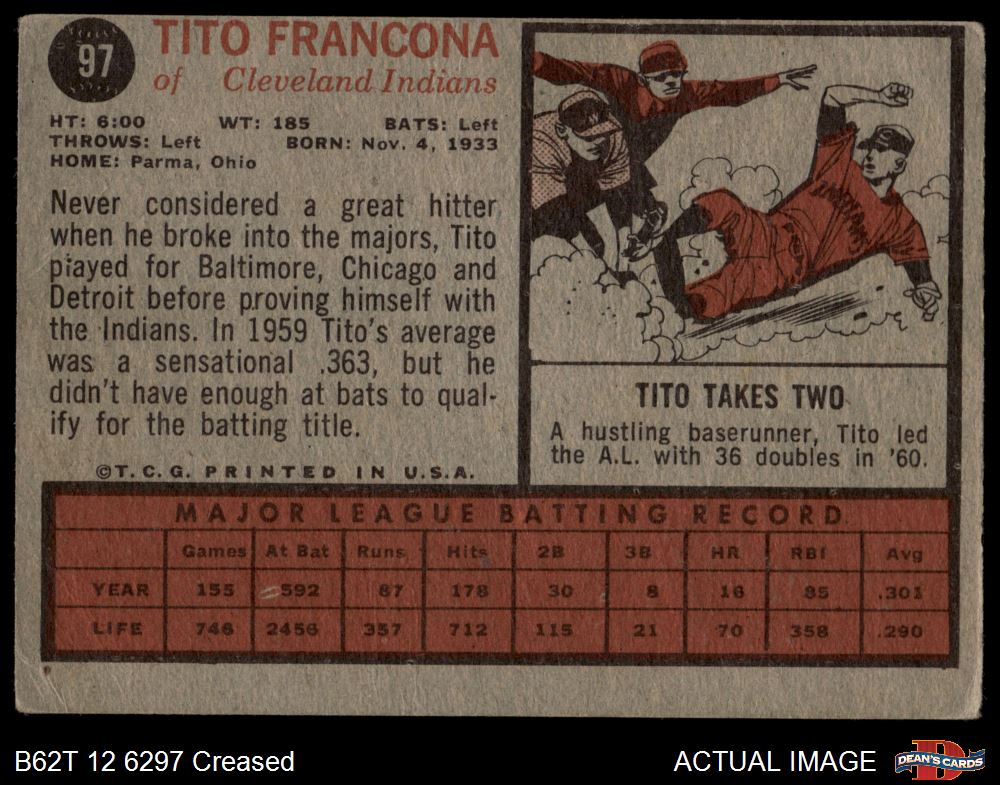 97
TITO FRANCONA
of Cleveland Indians
HT: 6:00 WT: 185 BATS: Left
THROWS: Left BORN: Nov. 4, 1933
HOME: Parma, Ohio
Never considered a great hitter
when he broke into the majors, Tito
played for Baltimore, Chicago and
Detroit before proving himself with
the Indians. In 1959 Tito's average
was a sensational .363, but he
didn't have enough at bats to qual-
ify for the batting title.
©T.C.G. PRINTED IN U.S.A.
INDIANS
TITO TAKES TWO
A hustling baserunner, Tito led
the A.L. with 36 doubles in '60.
MAJOR LEAGUE BATTING RECORD
Games At Bat Runs Hits 2B 3B HR RBI Avg
YEAR 155 592 87 178 30 8 16 85 .301
LIFE 746 2456 357 712 115 21 70 358 .290
B62T 12 6297 Creased
ACTUAL IMAGE
D
DEAN'S CARDS